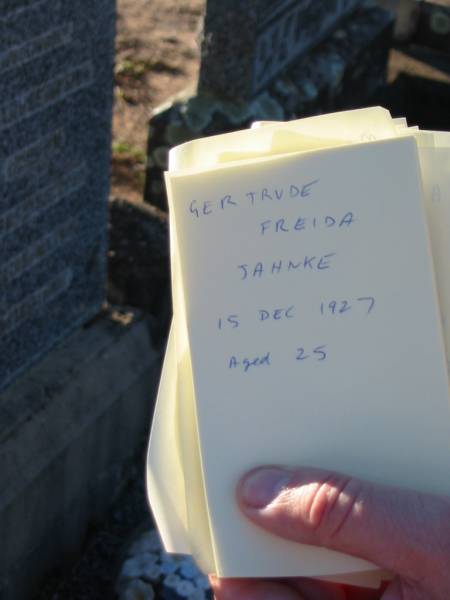 GERTRUDE
FREIDA
JAHNKE
15 DEC 1927
Aged 25